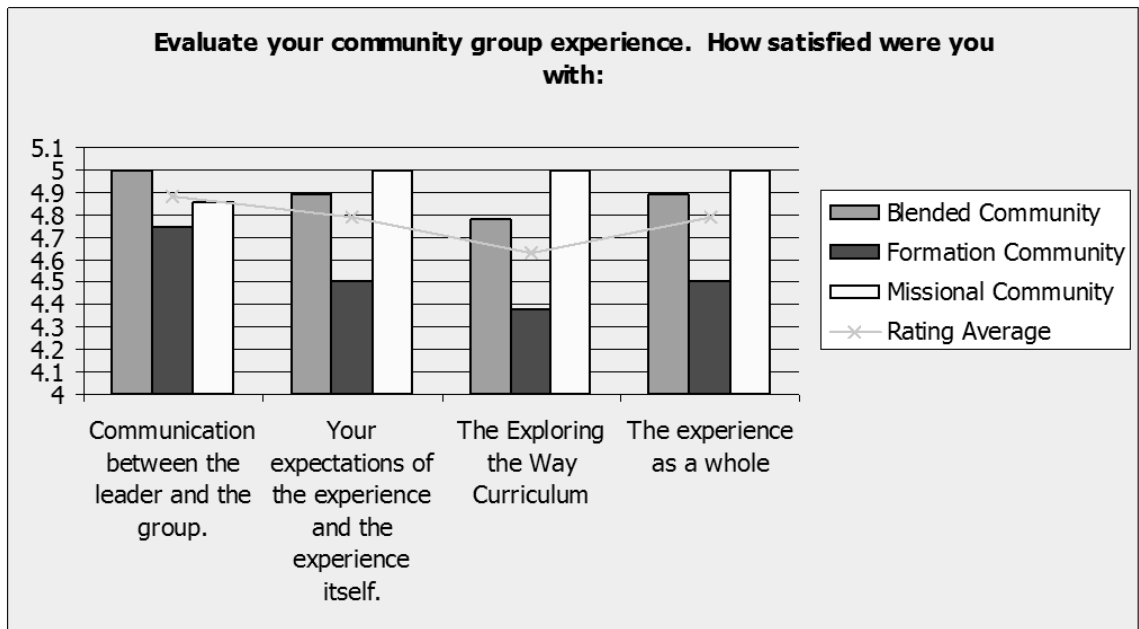 Evaluate your community group experience.  How satisfied were you
with:
5.1
5
4.9
4.8
4.7
4.6
4.5
4.4
4.3
4.2
4.1
4
Communication
between the
leader and the
group.
Your
expectations of
the experience
and the
experience
itself.
The Exploring
the Way
Curriculum
The experience
as a whole
Blended Community
Formation Community
Missional Community
Rating Average